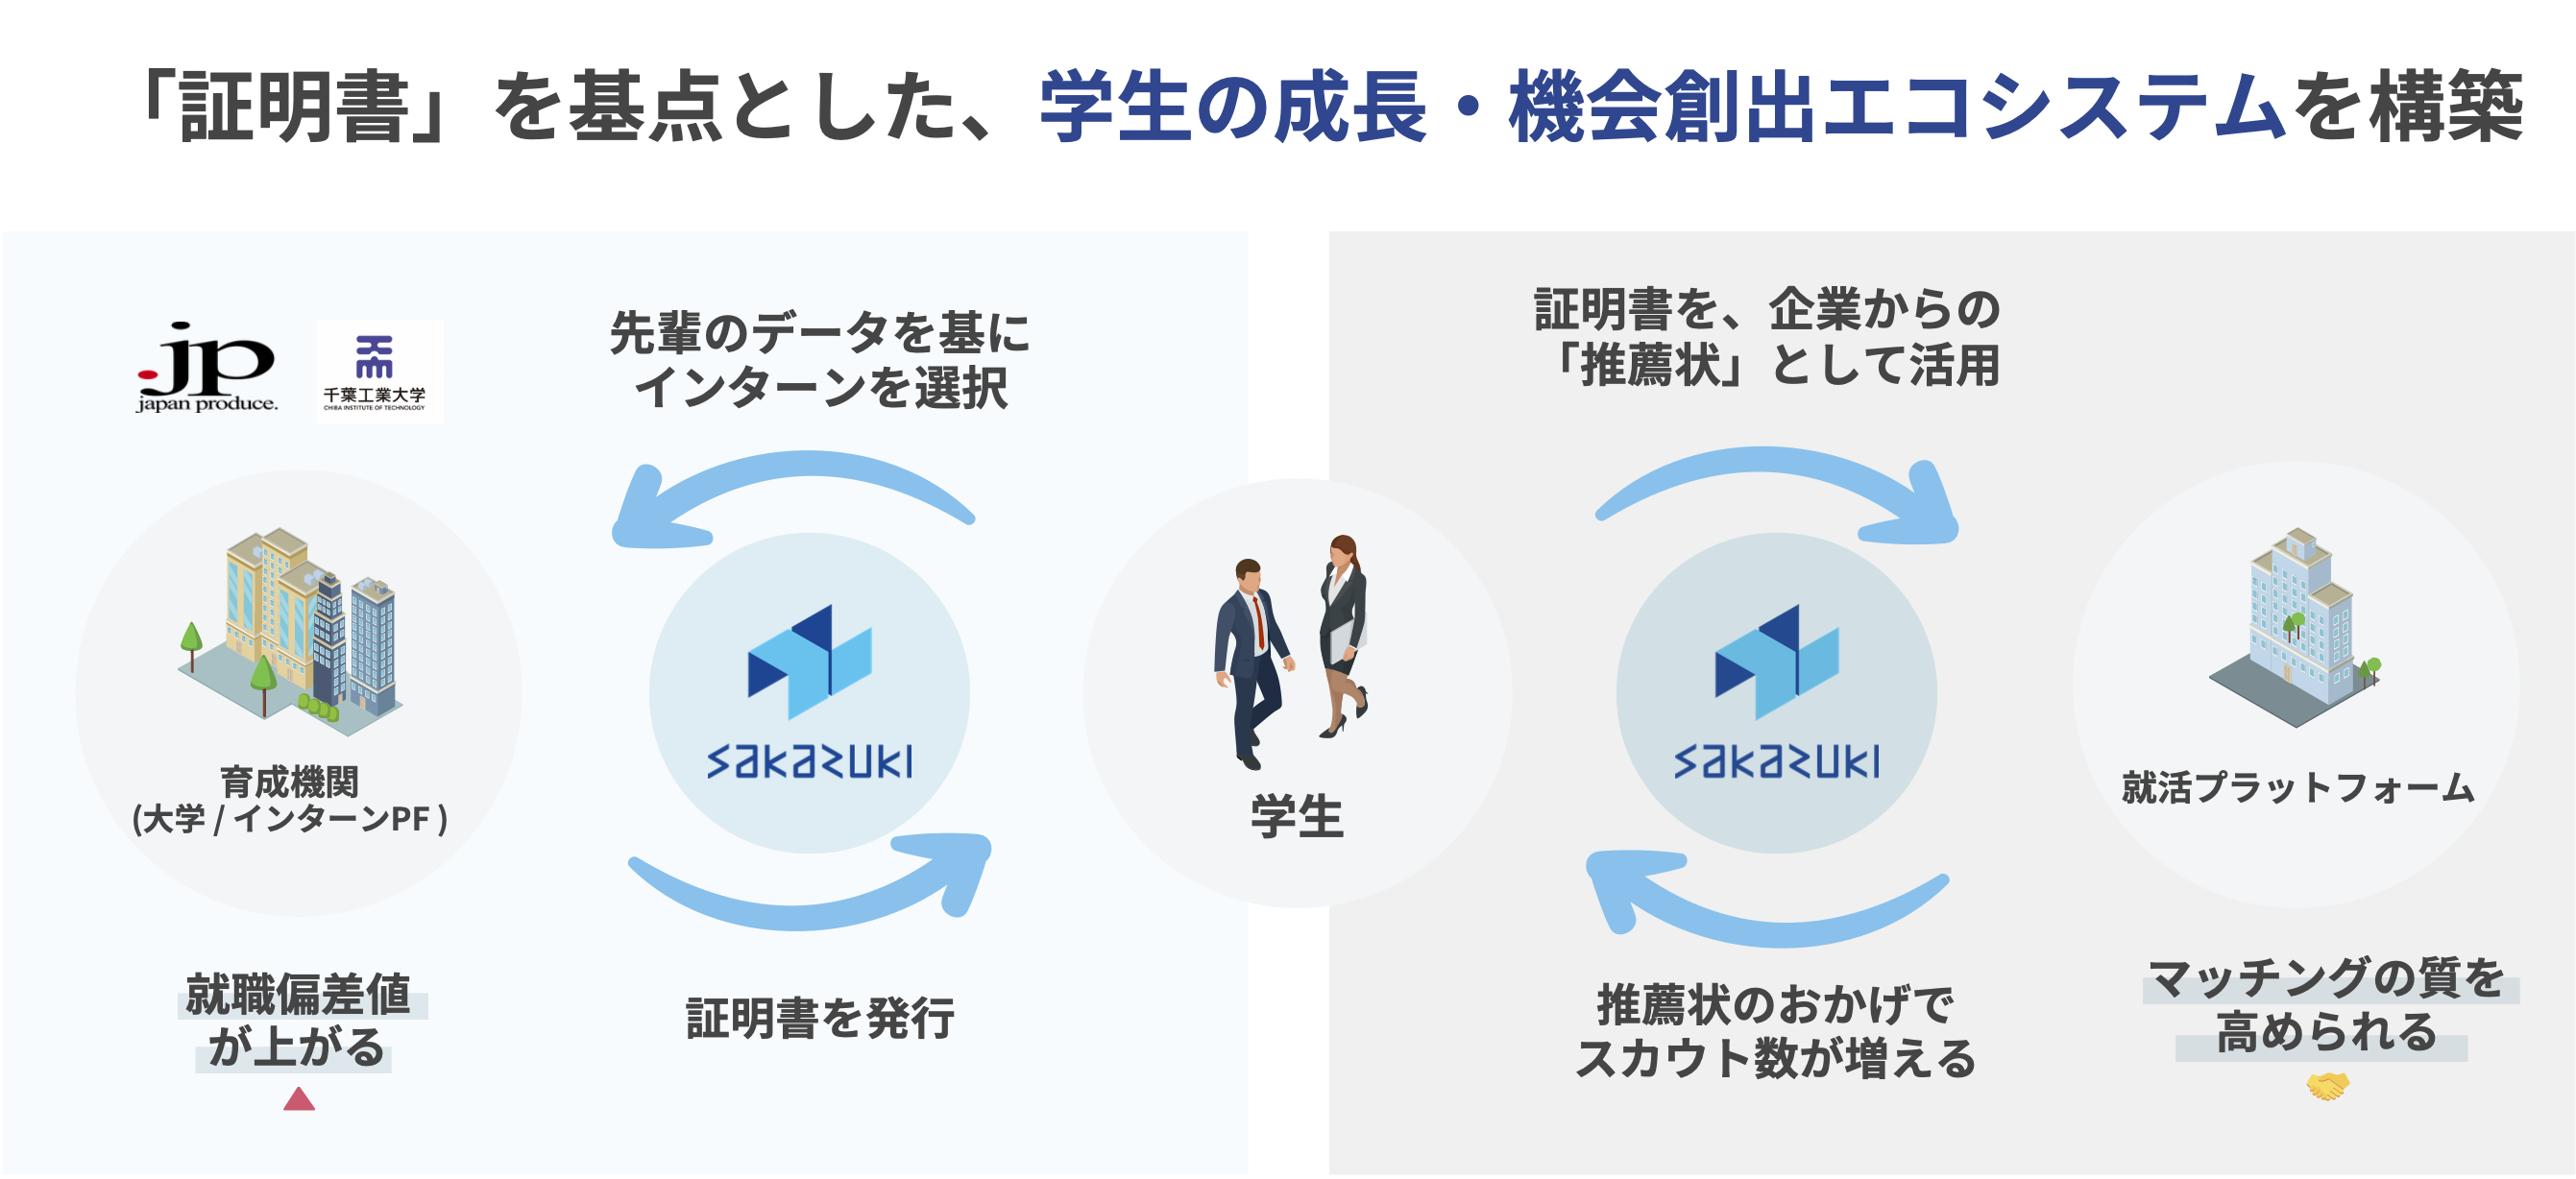 「証明書」を基点とした、学生の成長・機会創出エコシステムを構築
jp
japan produce.
千葉工業大学
CHIBA INSTITUTE OF TECHNOLOGY
先輩のデータを基に
インターンを選択
証明書を、企業からの
「推薦状」として活用
育成機関
(大学 / インターンPF )
SAKAZUKI
学生
SAKAZUKI
就活プラットフォーム
就職偏差値
が上がる
証明書を発行
推薦状のおかげで
スカウト数が増える
マッチングの質を
高められる